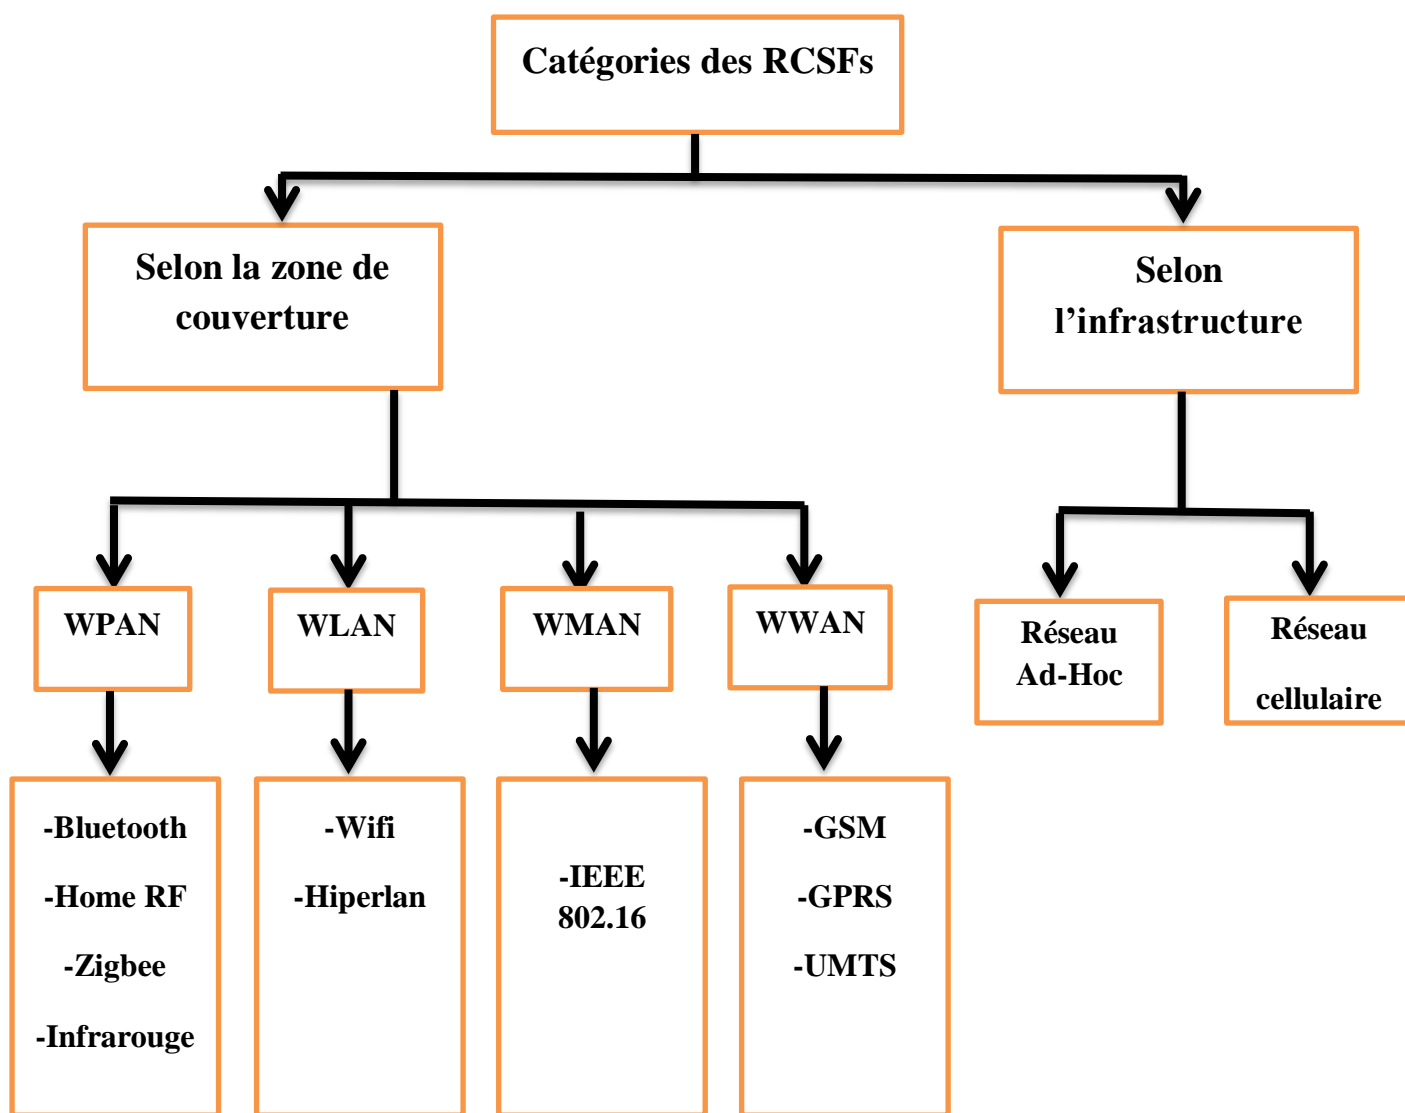 Catégories des RCSFs
Selon la zone de
couverture
Selon
l’infrastructure
WPAN
WLAN
WMAN
WWAN
Réseau
Ad-Hoc
Réseau
cellulaire
-Bluetooth
-Home RF
-Zigbee
-Infrarouge
-Wifi
-Hiperlan
-IEEE
802.16
-GSM
-GPRS
-UMTS